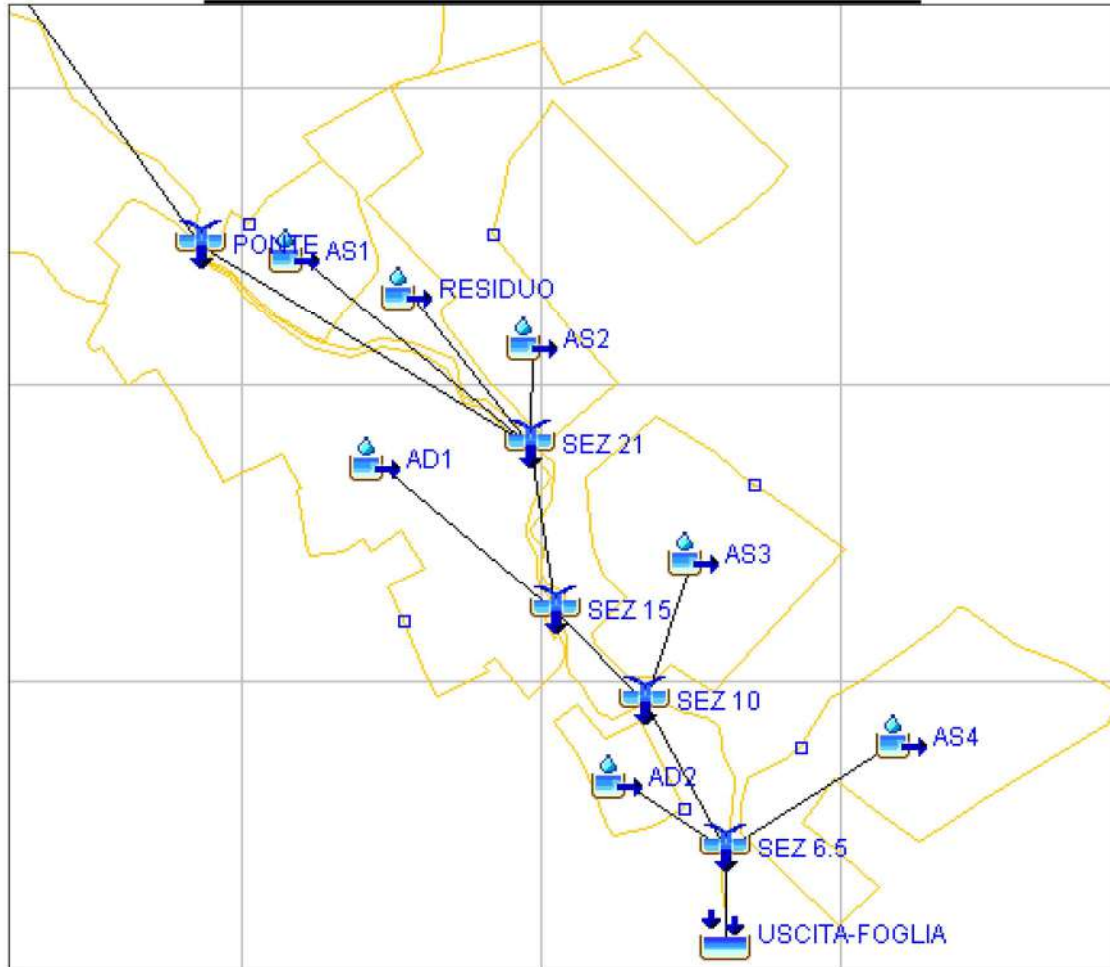 PONTE
AS1
RESIDUO
AS2
SEZ 21
AD1
AS3
SEZ 15
SEZ 10
AS4
AD2
SEZ 6.5
USCITA-FOGLIA